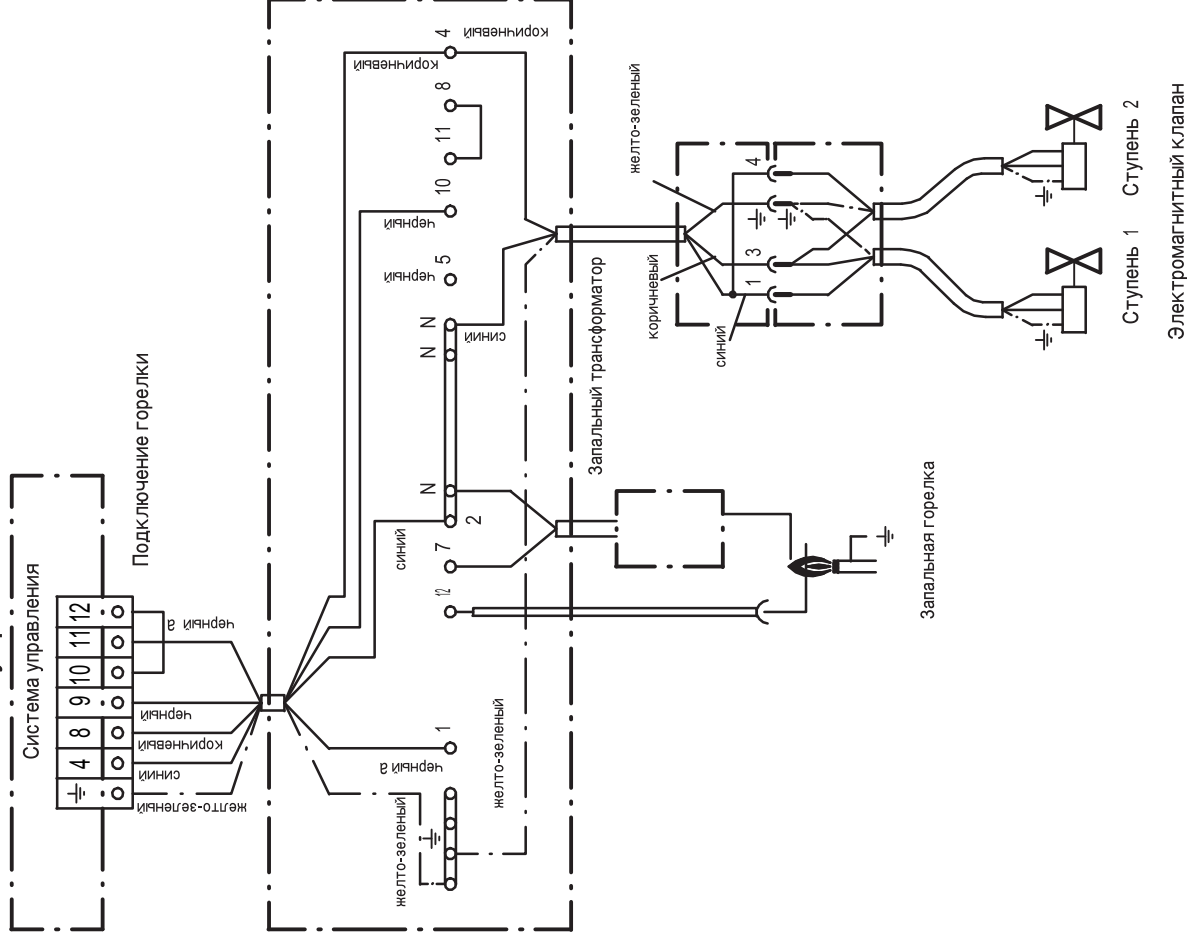 Система управления
4 8 9 10 11 12
Подключение горелки
желто-зеленый
синий
коричневый
черный
черный a
коричневый
коричневый
4
8
11
10
черный
5
черный
N
N
синий
N
2
синий
7
12
1
черный a
желто-зеленый
желто-зеленый
Запальный трансформатор
Запальная горелка
желто-зеленый
коричневый
синий
1
3
4
Ступень 1
Ступень 2
Электромагнитный клапан